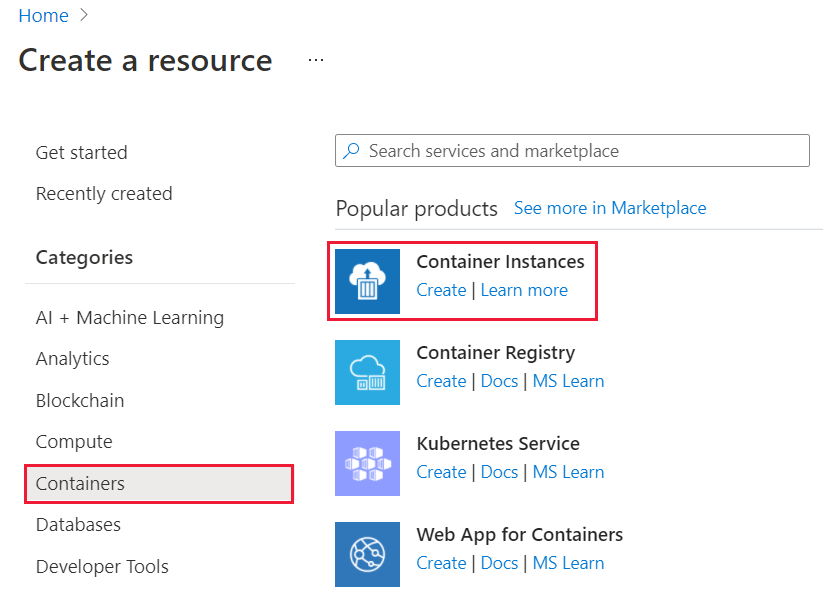 Home
Create a resource ...
Get started
Recently created
Categories
AI + Machine Learning
Analytics
Blockchain
Compute
Containers
Databases
Developer Tools
Search services and marketplace
Popular products See more in Marketplace
Container Instances
Create | Learn more
Container Registry
Create | Docs | MS Learn
Kubernetes Service
Create | Docs | MS Learn
Web App for Containers
Create | Docs | MS Learn